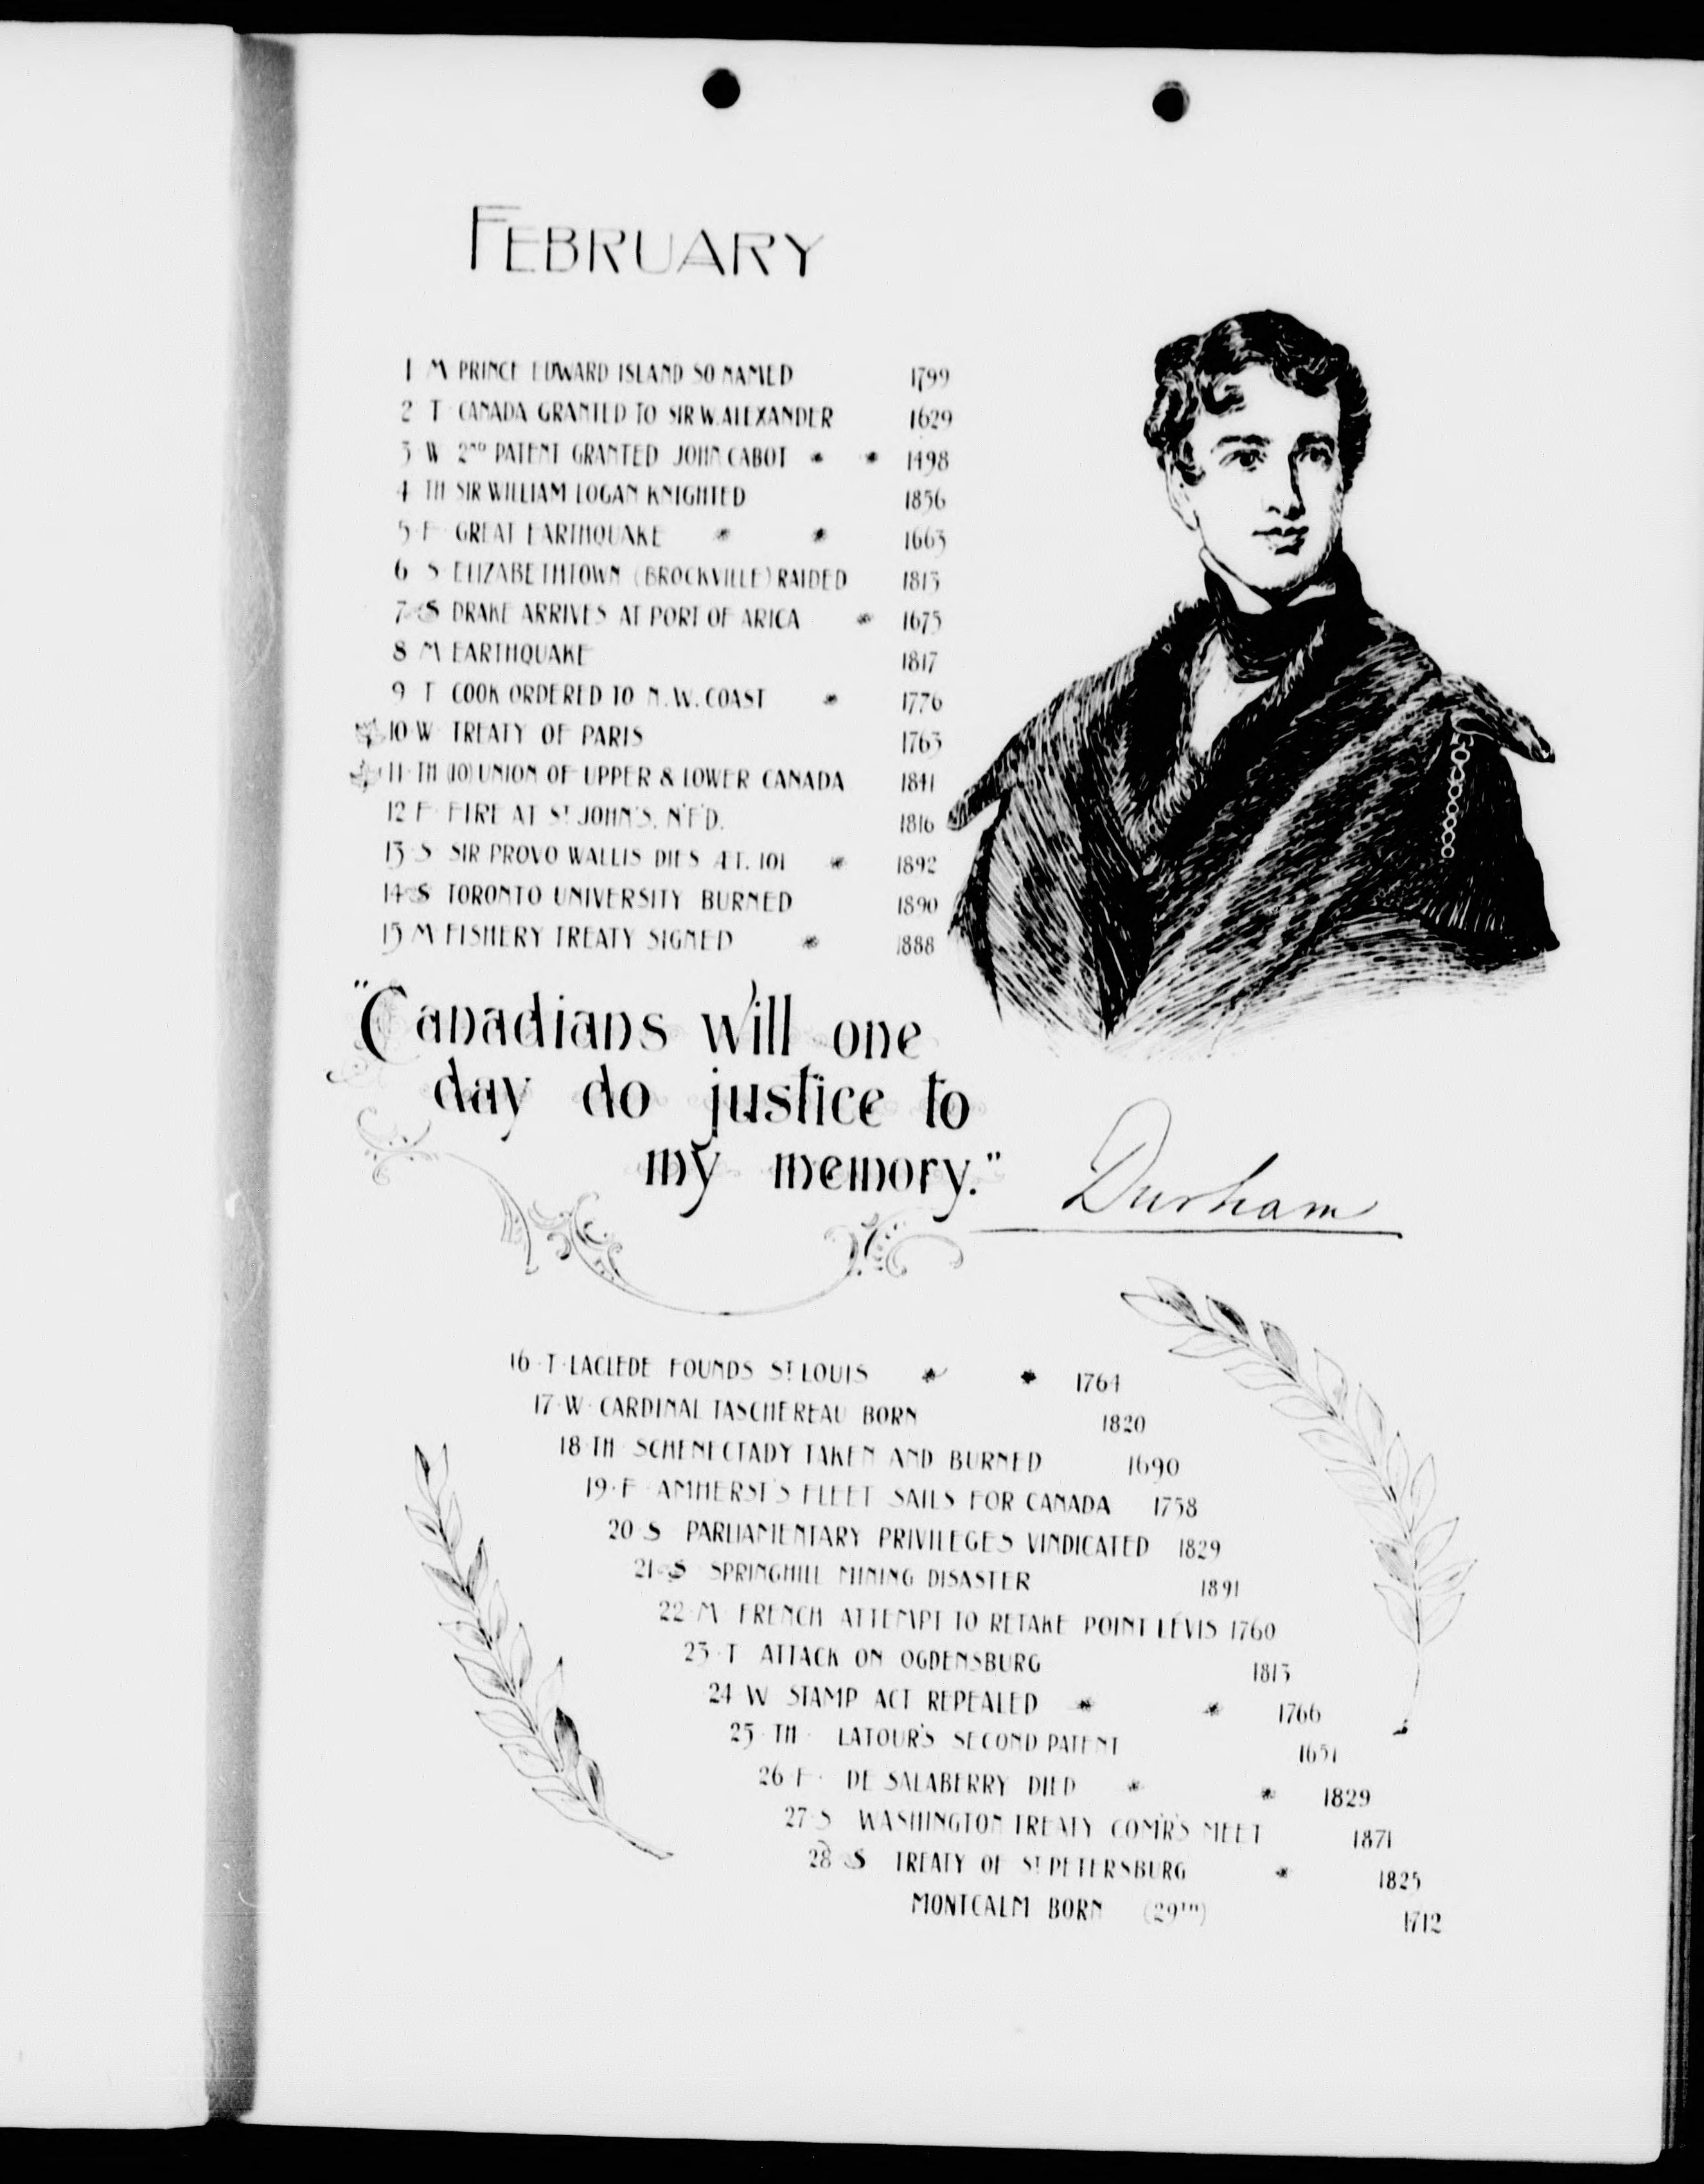 FEBRUARY
1 M PRINCE EDWARD ISLAND SO NAMED 1799
2 T CANADA GRANTED TO SIR W. ALEXANDER 1629
3 W 2ND PATENT GRANTED JOHN CABOT 1498
4 TH SIR WILLIAM LOGAN KNIGHTED 1856
5 F GREAT EARTHQUAKE 1663
6 S ELIZABETHTOWN (BROCKVILLE) RAIDED 1813
7 S DRAKE ARRIVES AT PORT OF ARICA 1675
8 M EARTHQUAKE 1817
9 T COOK ORDERED TO N.W. COAST 1776
10 W TREATY OF PARIS 1763
11 TH (10) UNION OF UPPER & LOWER CANADA 1841
12 F FIRE AT ST JOHN'S, N'F'D. 1816
13 S SIR PROVO WALLIS DIES ÆT. 101 1892
14 S TORONTO UNIVERSITY BURNED 1890
15 M FISHERY TREATY SIGNED 1888
"Canadians will one
day do justice to
my memory."
Durham
16 T LACLEDE FOUNDS ST LOUIS 1764
17 W CARDINAL TASCHEREAU BORN 1820
18 TH SCHENECTADY TAKEN AND BURNED 1690
19 F AMHERST'S FLEET SAILS FOR CANADA 1758
20 S PARLIAMENTARY PRIVILEGES VINDICATED 1829
21 S SPRINGHILL MINING DISASTER 1891
22 M FRENCH ATTEMPT TO RETAKE POINT LÉVIS 1760
23 T ATTACK ON OGDENSBURG 1813
24 W STAMP ACT REPEALED 1766
25 TH LATOUR'S SECOND PATENT 1651
26 F DE SALABERRY DIED 1829
27 S WASHINGTON TREATY COM'R'S MEET 1871
28 S TREATY OF ST PETERSBURG 1825
MONTCALM BORN (29TH) 1712